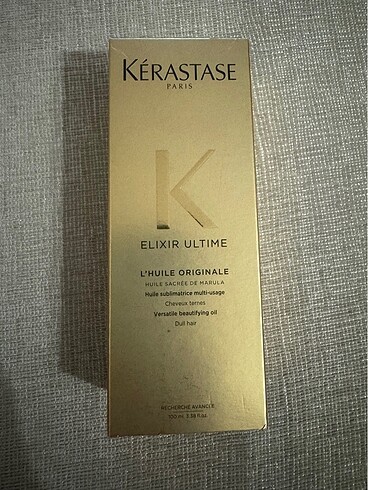 KÉRASTASE
PARIS
K
ELIXIR ULTIME
L'HUILE ORIGINALE
HUILE SACRÉE DE MARULA
Huile sublimatrice multi-usage
Cheveux ternes
Versatile beautifying oil
Dull hair
RECHERCHE AVANCÉE
100 ml 3.38 fl.oz.